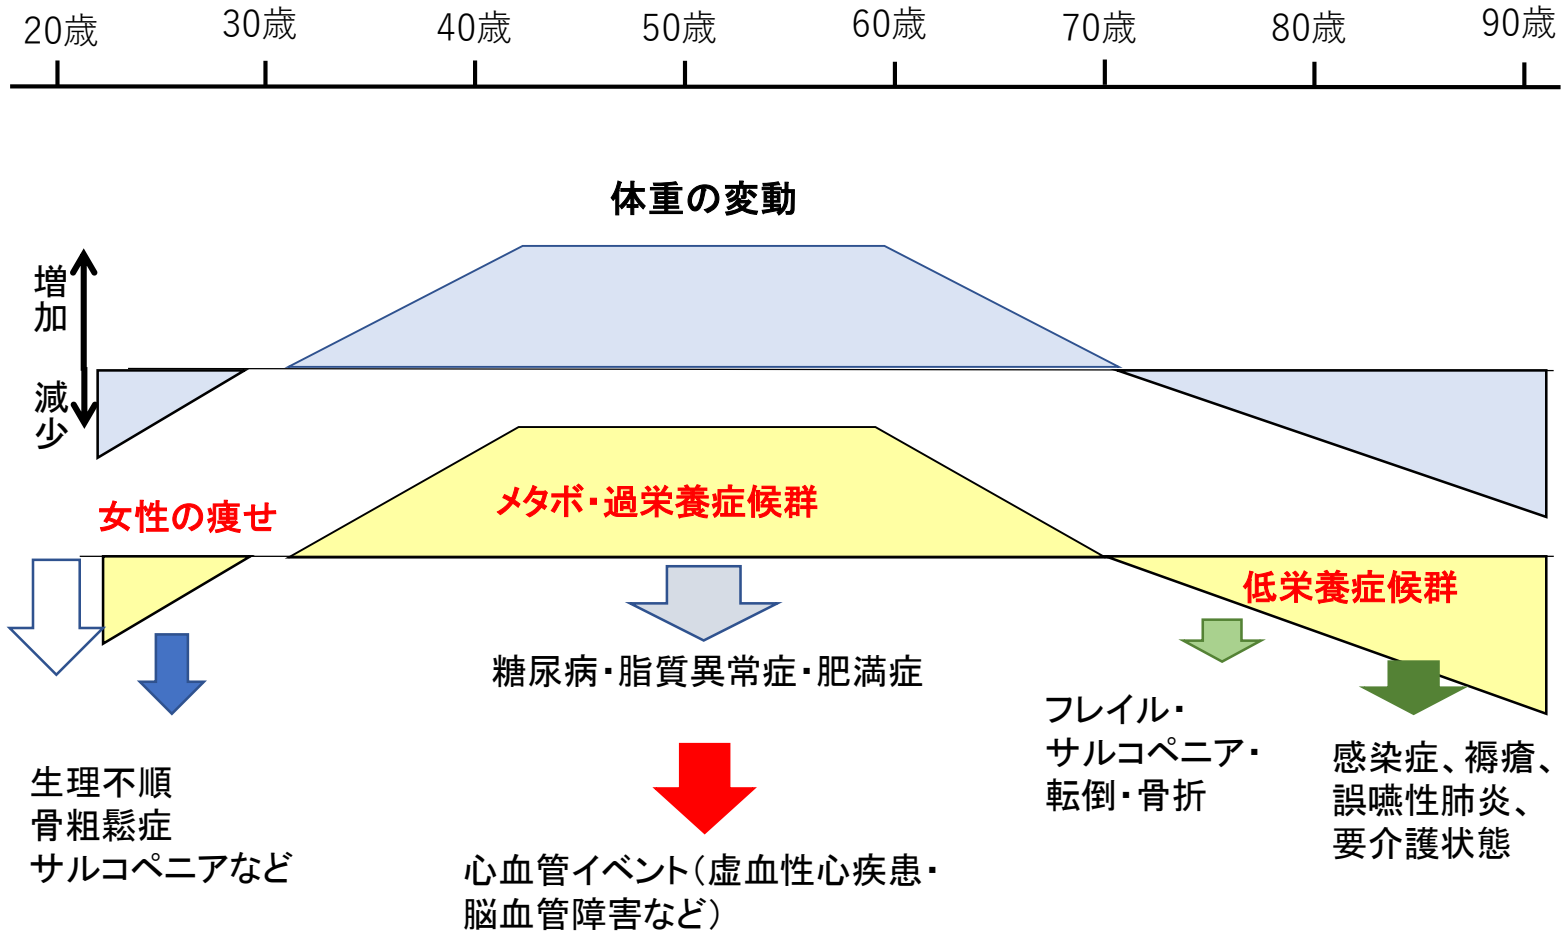 20歳 30歳 40歳 50歳 60歳 70歳 80歳 90歳
体重の変動
増加
減少
女性の痩せ
メタボ・過栄養症候群
低栄養症候群
生理不順
骨粗鬆症
サルコペニアなど
糖尿病・脂質異常症・肥満症
心血管イベント（虚血性心疾患・
脳血管障害など）
フレイル・
サルコペニア・
転倒・骨折
感染症、褥瘡、
誤嚥性肺炎、
要介護状態